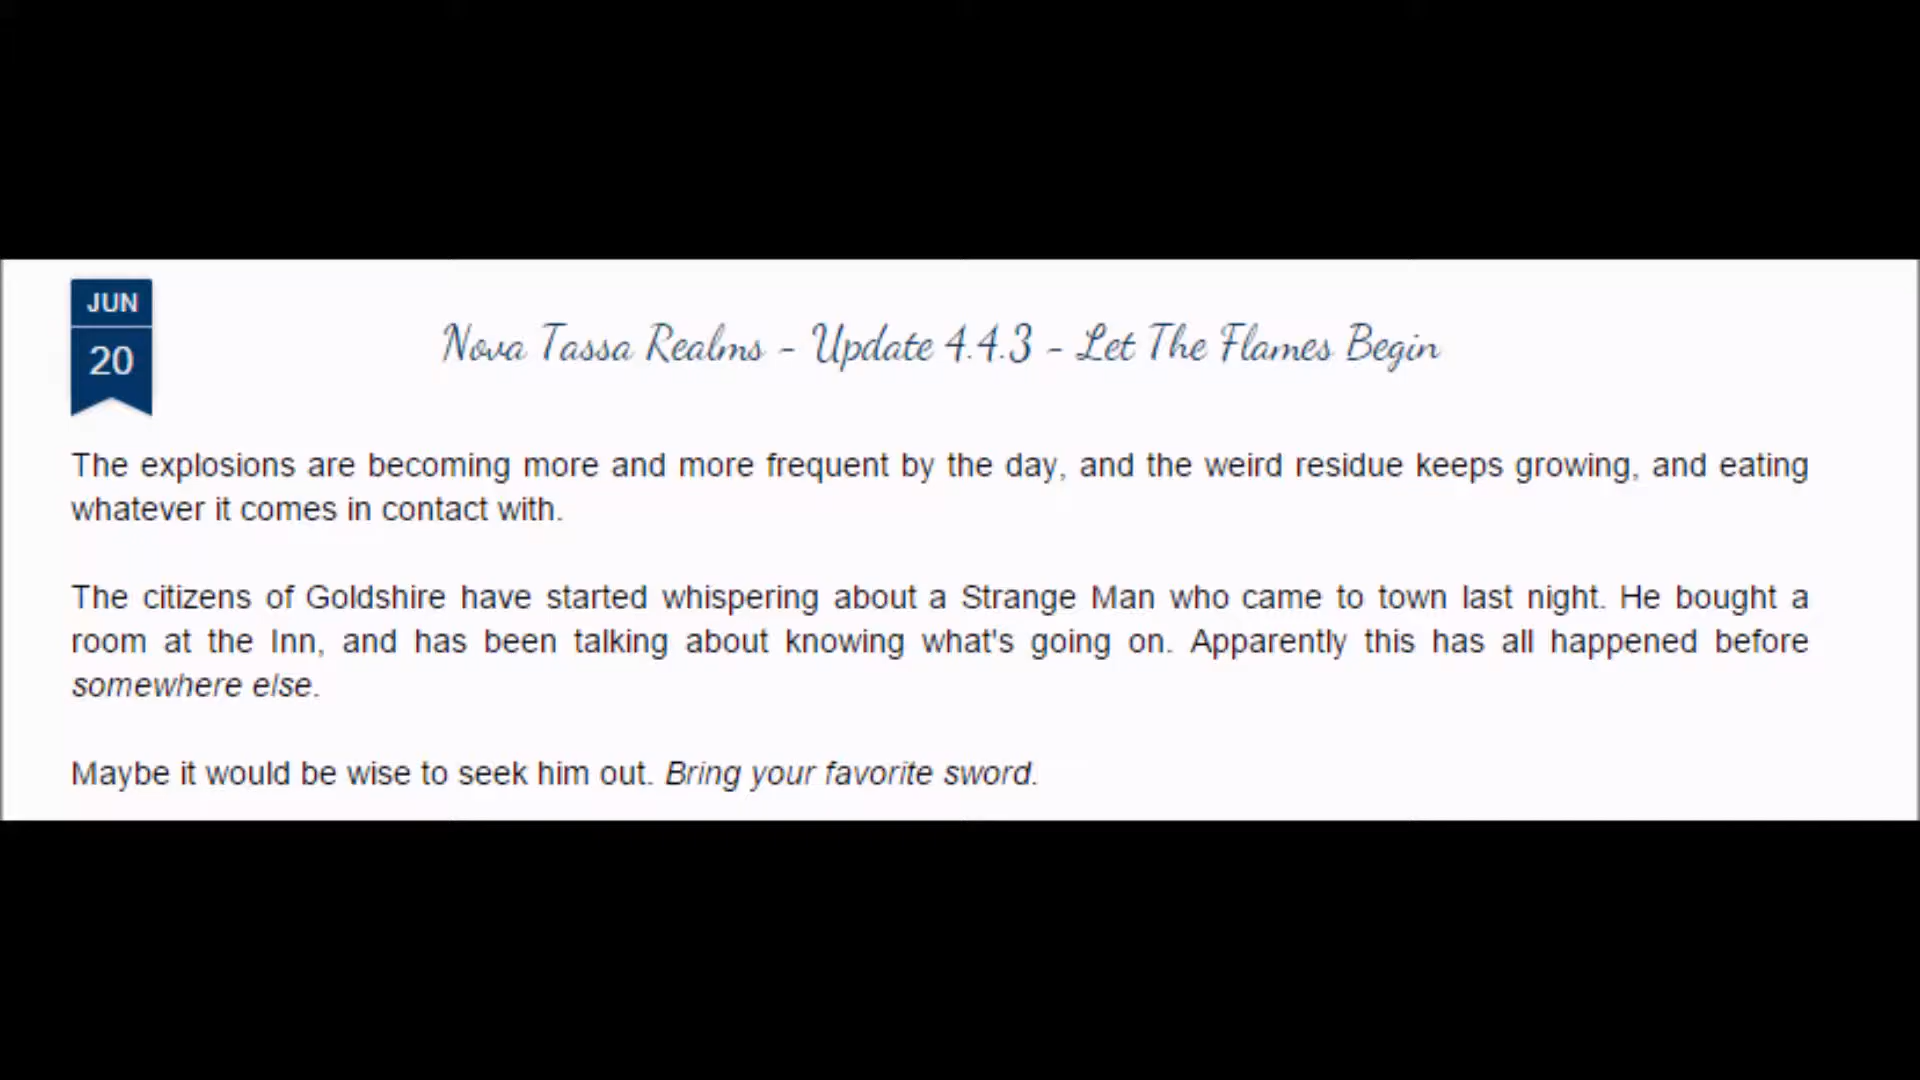 JUN
20
Nova Tassa Realms - Update 4.4.3 - Let The Flames Begin
The explosions are becoming more and more frequent by the day, and the weird residue keeps growing, and eating
whatever it comes in contact with.
The citizens of Goldshire have started whispering about a Strange Man who came to town last night. He bought a
room at the Inn, and has been talking about knowing what's going on. Apparently this has all happened before
somewhere else.
Maybe it would be wise to seek him out. Bring your favorite sword.